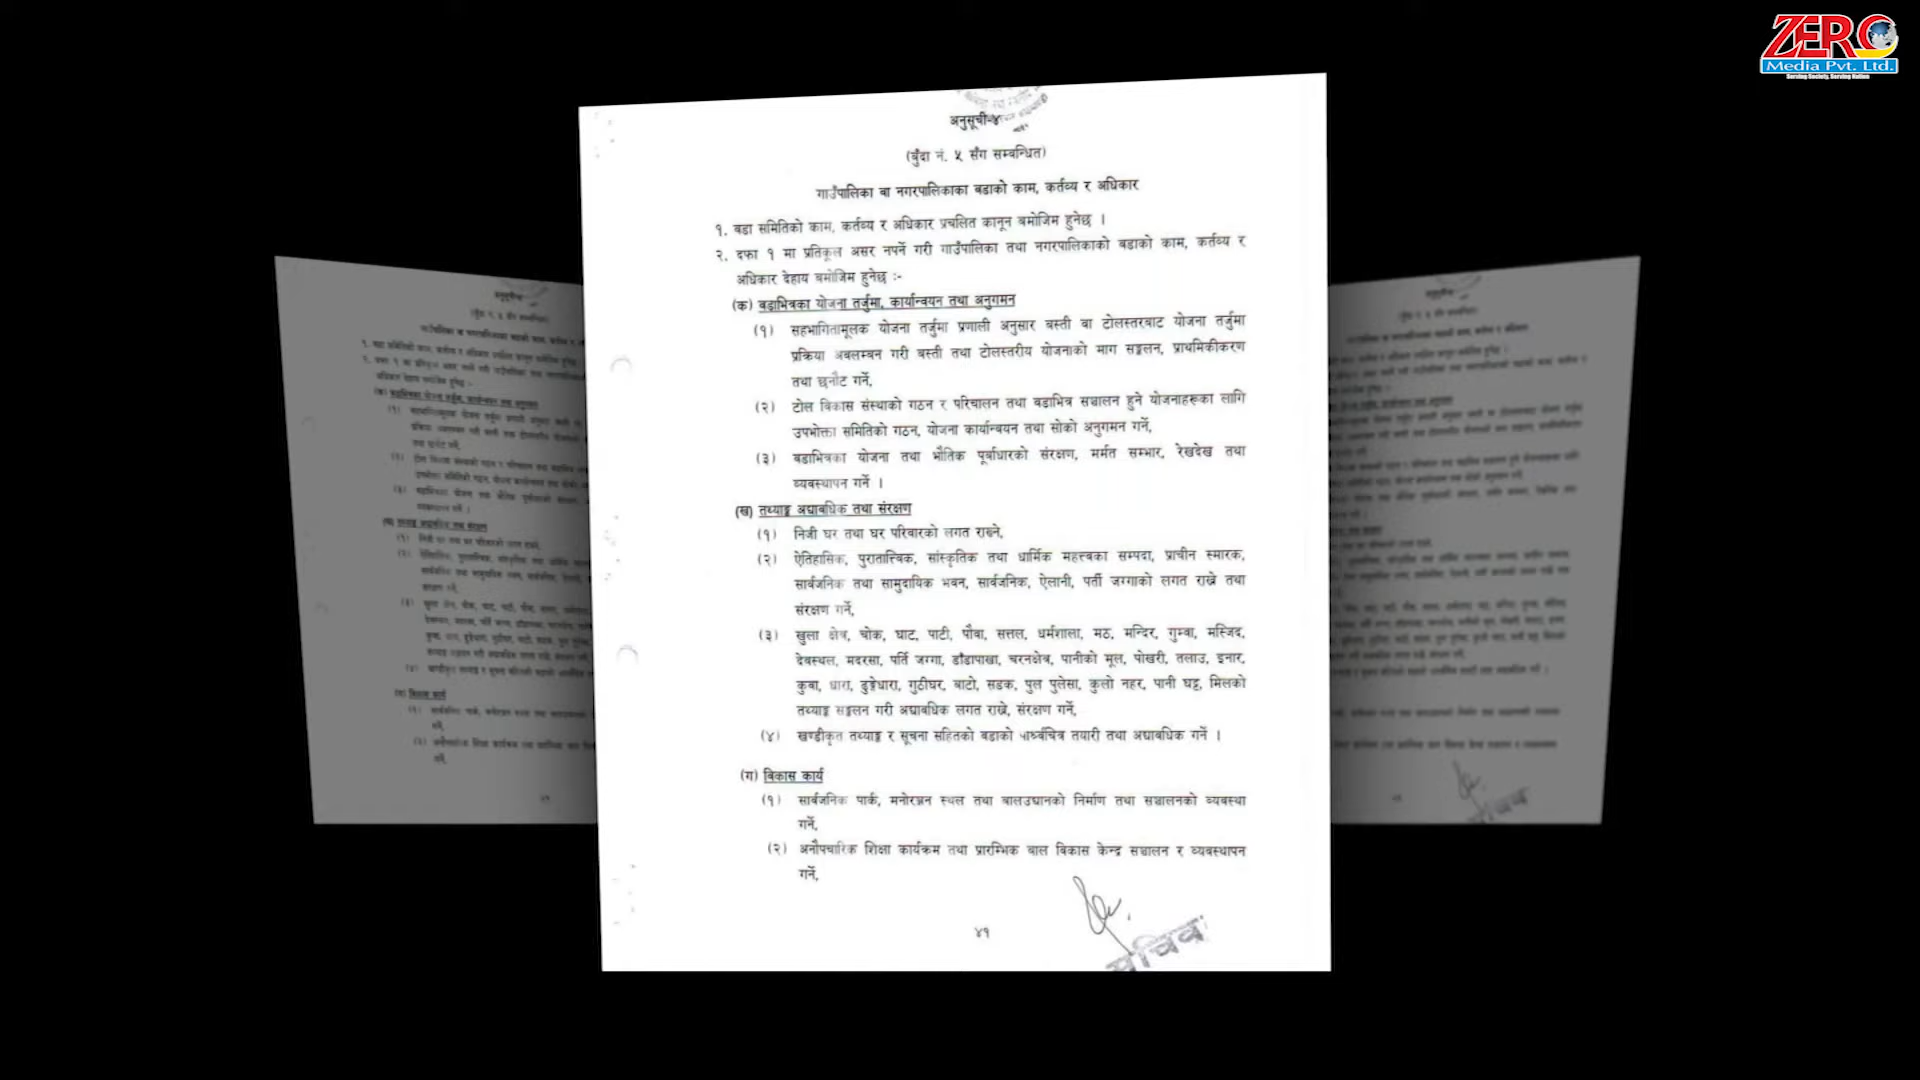 ZERO
Media Pvt. Ltd.
Serving Society, Serving Nation
अनुसूची-४
(बुँदा नं. ५ सँग सम्बन्धित)
गाउँपालिका वा नगरपालिकाका वडाको काम, कर्तव्य र अधिकार
१. वडा समितिको काम, कर्तव्य र अधिकार प्रचलित कानून बमोजिम हुनेछ ।
२. दफा १ मा प्रतिकूल असर नपर्ने गरी गाउँपालिका तथा नगरपालिकाको वडाको काम, कर्तव्य र
अधिकार देहाय बमोजिम हुनेछ :-
(क) वडाभित्रका योजना तर्जुमा, कार्यान्वयन तथा अनुगमन
(१) सहभागितामूलक योजना तर्जुमा प्रणाली अनुसार बस्ती वा टोलस्तरबाट योजना तर्जुमा
प्रक्रिया अवलम्बन गरी बस्ती तथा टोलस्तरीय योजनाको माग सङ्कलन, प्राथमिकीकरण
तथा छनौट गर्ने,
(२) टोल विकास संस्थाको गठन र परिचालन तथा वडाभित्र सञ्चालन हुने योजनाहरूका लागि
उपभोक्ता समितिको गठन, योजना कार्यान्वयन तथा सोको अनुगमन गर्ने,
(३) वडाभित्रका योजना तथा भौतिक पूर्वाधारको संरक्षण, मर्मत सम्भार, रेखदेख तथा
व्यवस्थापन गर्ने ।
(ख) तथ्याङ्क अद्यावधिक तथा संरक्षण
(१) निजी घर तथा घर परिवारको लगत राख्ने,
(२) ऐतिहासिक, पुरातात्त्विक, सांस्कृतिक तथा धार्मिक महत्त्वका सम्पदा, प्राचीन स्मारक,
सार्वजनिक तथा सामुदायिक भवन, सार्वजनिक, ऐलानी, पर्ती जग्गाको लगत राख्ने तथा
संरक्षण गर्ने,
(३) खुला क्षेत्र, चोक, घाट, पाटी, पौवा, सत्तल, धर्मशाला, मठ, मन्दिर, गुम्वा, मस्जिद,
देवस्थल, मदरसा, पर्ति जग्गा, डाँडापाखा, चरनक्षेत्र, पानीको मूल, पोखरी, तलाउ, इनार,
कुवा, धारा, ढुङ्गेधारा, गुठीघर, बाटो, सडक, पुल पुलेसा, कुलो नहर, पानी घट्ट, मिलको
तथ्याङ्क सङ्कलन गरी अद्यावधिक लगत राख्ने, संरक्षण गर्ने,
(४) खण्डीकृत तथ्याङ्क र सूचना सहितको वडाको पार्श्वचित्र तयारी तथा अद्यावधिक गर्ने ।
(ग) विकास कार्य
(१) सार्वजनिक पार्क, मनोरञ्जन स्थल तथा बालउद्यानको निर्माण तथा सञ्चालनको व्यवस्था
गर्ने,
(२) अनौपचारिक शिक्षा कार्यक्रम तथा प्रारम्भिक बाल विकास केन्द्र सञ्चालन र व्यवस्थापन
गर्ने,
४१
सचिव